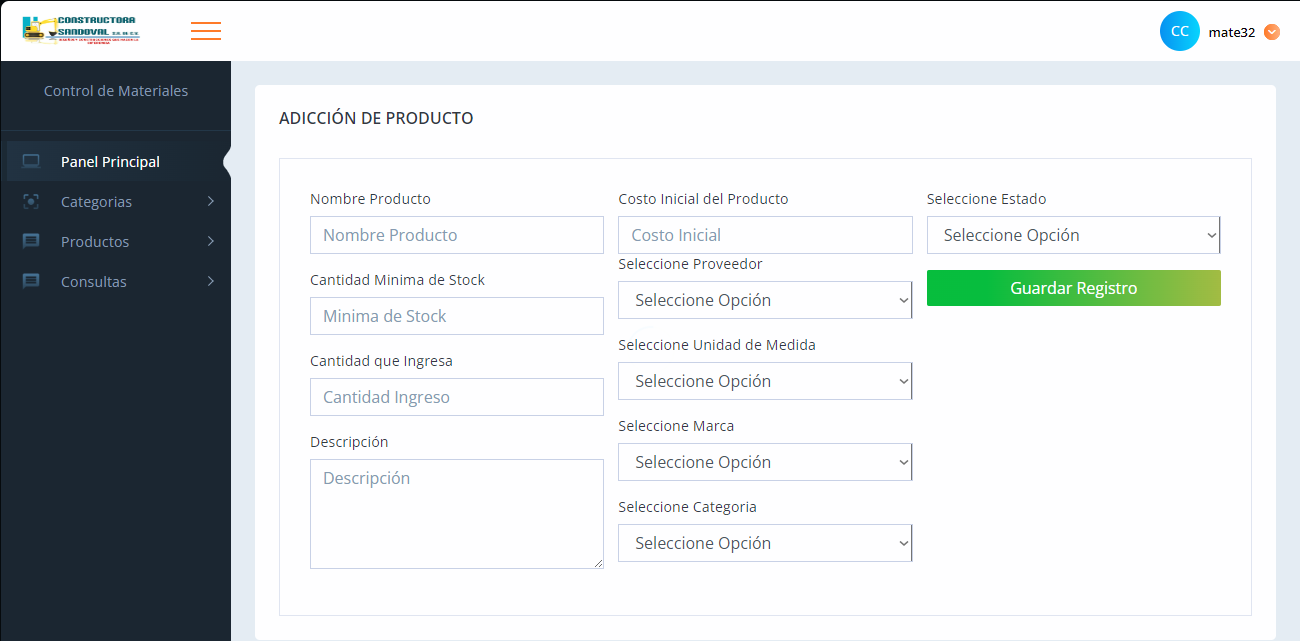 CONSTRUCTORA
SANDOVAL S.A. DE C.V.
CC
mate32
Control de Materiales
Panel Principal
Categorias
Productos
Consultas
ADICCIÓN DE PRODUCTO
Nombre Producto
Nombre Producto
Cantidad Minima de Stock
Minima de Stock
Cantidad que Ingresa
Cantidad Ingreso
Descripción
Descripción
Costo Inicial del Producto
Costo Inicial
Seleccione Proveedor
Seleccione Opción
Seleccione Unidad de Medida
Seleccione Opción
Seleccione Marca
Seleccione Opción
Seleccione Categoria
Seleccione Opción
Seleccione Estado
Seleccione Opción
Guardar Registro